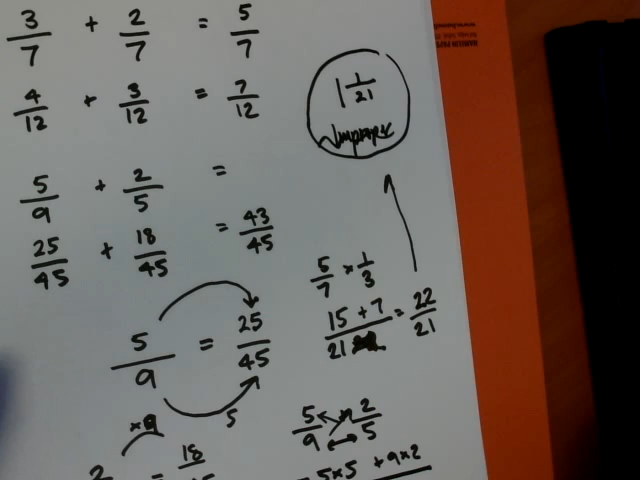 3/7 + 2/7 = 5/7
4/12 + 3/12 = 7/12
1 1/21
5/9 + 2/5 =
25/45 + 18/45 = 43/45
5/7 × 1/3
15 + 7 / 21 = 22/21
5/9 = 25/45
5
×9
5/9 2/5
5×5 + 9×2
2 = 18